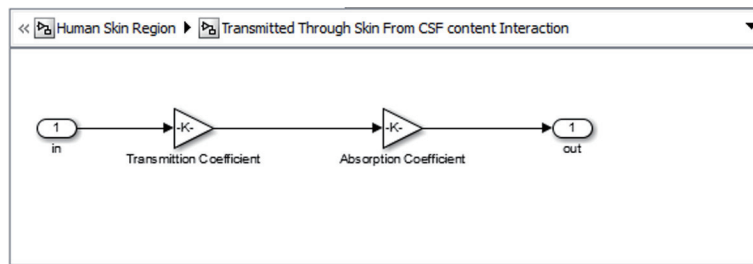 « Human Skin Region ▶ Transmitted Through Skin From CSF content Interaction
1 -K- -K- 1
in Transmittion Coefficient Absorption Coefficient out